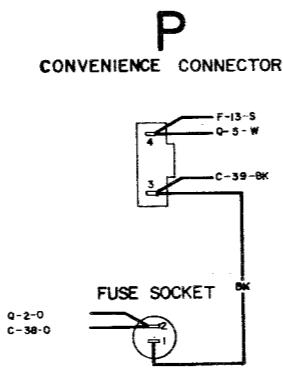 P
CONVENIENCE CONNECTOR
F-13-S
4
Q-5-W
3
C-39-BK
BK
FUSE SOCKET
Q-2-O
2
C-38-O
1